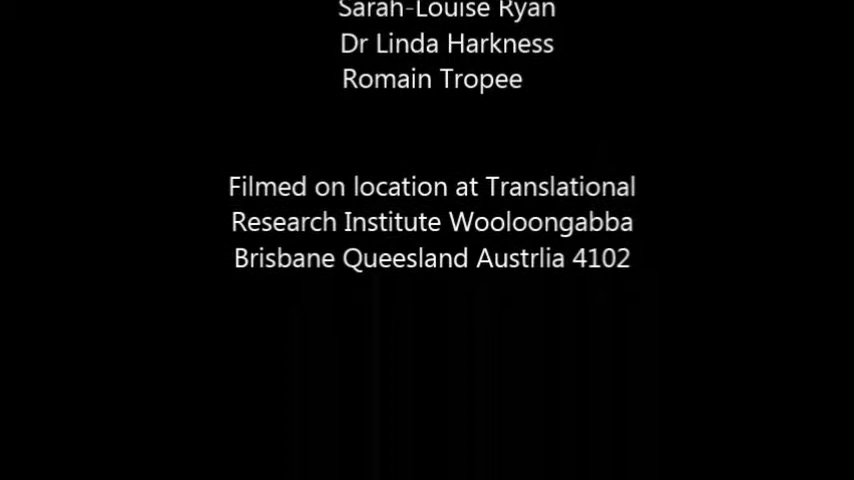 Sarah-Louise Ryan
Dr Linda Harkness
Romain Tropee
Filmed on location at Translational
Research Institute Wooloongabba
Brisbane Queesland Austrlia 4102